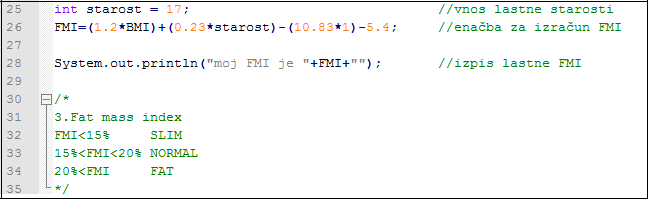 25 int starost = 17; //vnos lastne starosti
26 FMI=(1.2*BMI)+(0.23*starost)-(10.83*1)-5.4; //enačba za izračun FMI
27
28 System.out.println("moj FMI je "+FMI+""); //izpis lastne FMI
29
30 /*
31 3.Fat mass index
32 FMI<15% SLIM
33 15%<FMI<20% NORMAL
34 20%<FMI FAT
35 */